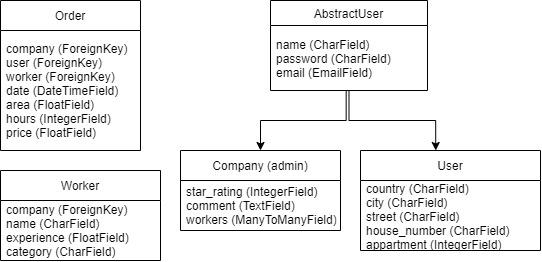 Order
company (ForeignKey)
user (ForeignKey)
worker (ForeignKey)
date (DateTimeField)
area (FloatField)
hours (IntegerField)
price (FloatField)
AbstractUser
name (CharField)
password (CharField)
email (EmailField)
Company (admin)
star_rating (IntegerField)
comment (TextField)
workers (ManyToManyField)
User
country (CharField)
city (CharField)
street (CharField)
house_number (CharField)
appartment (IntegerField)
Worker
company (ForeignKey)
name (CharField)
experience (FloatField)
category (CharField)